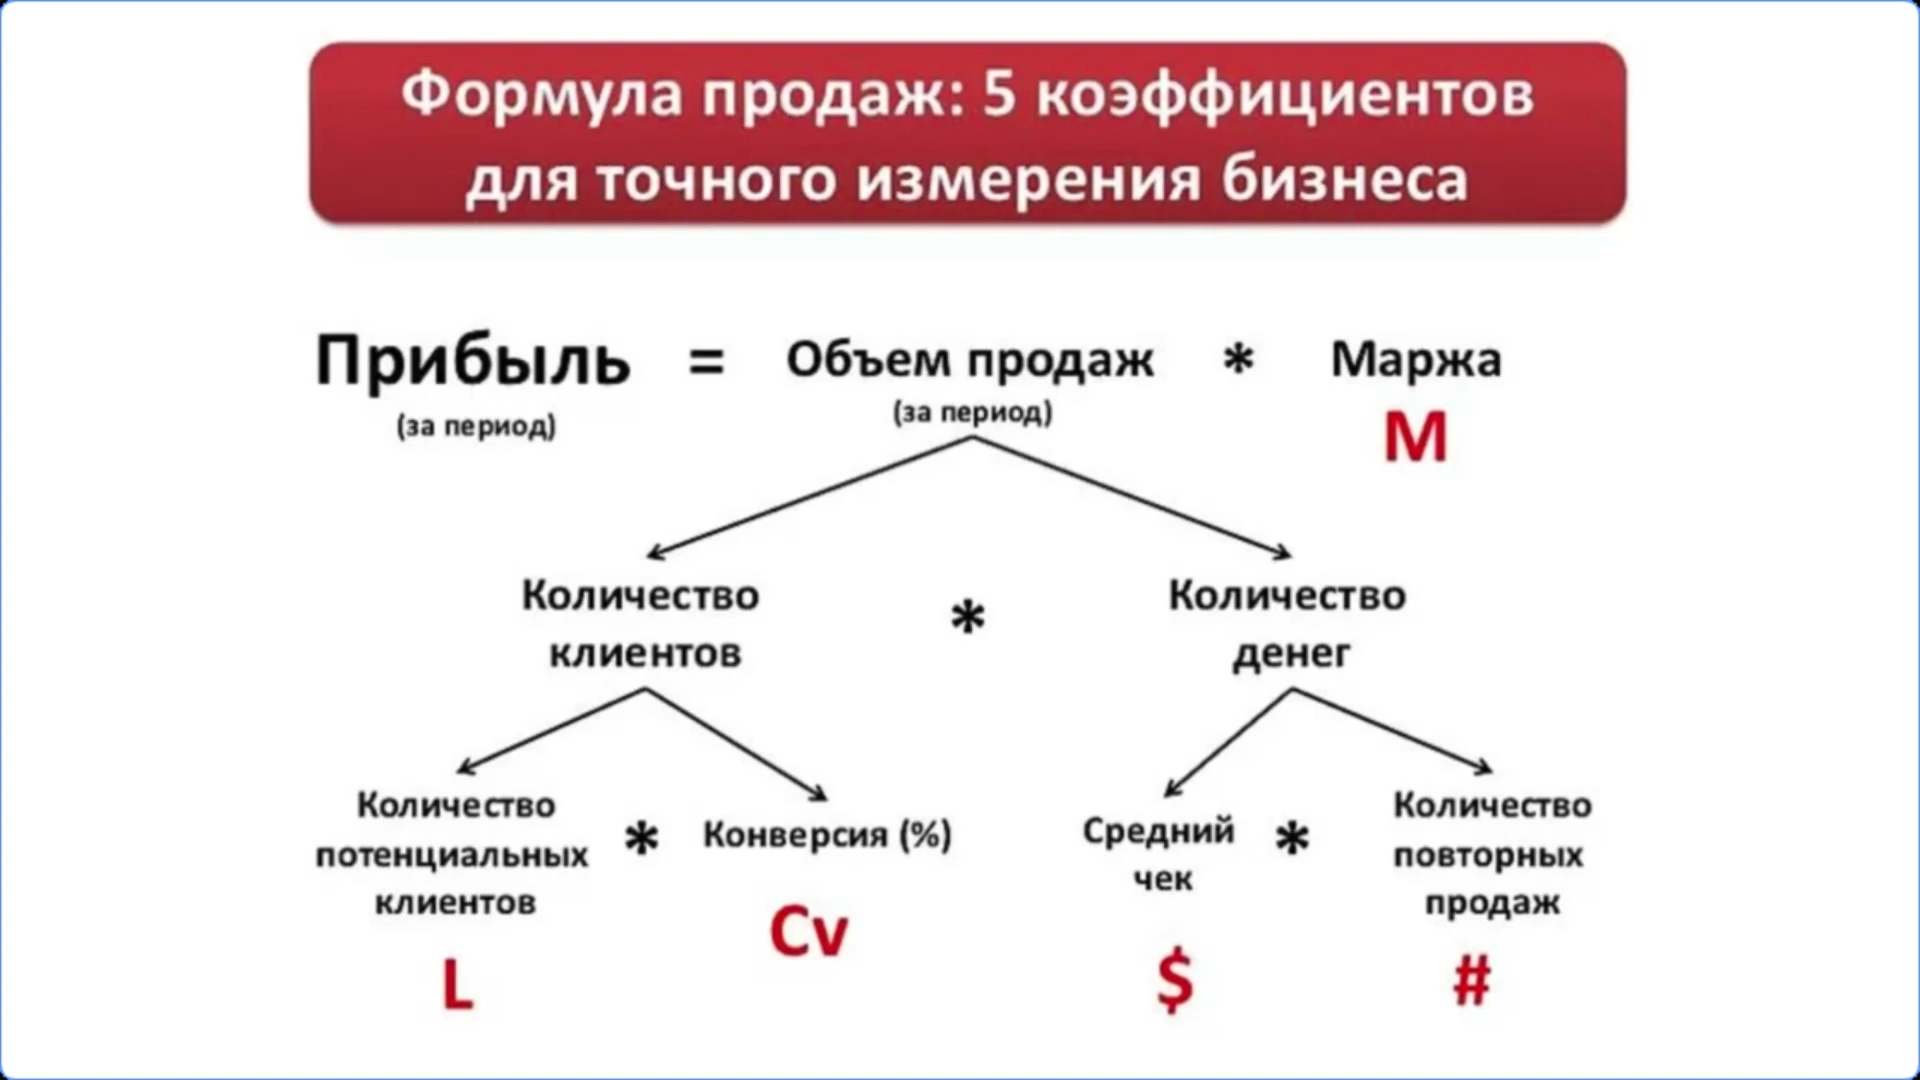 Формула продаж: 5 коэффициентов
для точного измерения бизнеса
Прибыль = Объем продаж * Маржа
(за период) (за период) M
Количество клиентов * Количество денег
Количество потенциальных клиентов * Конверсия (%) Средний чек * Количество повторных продаж
L Cv $ #